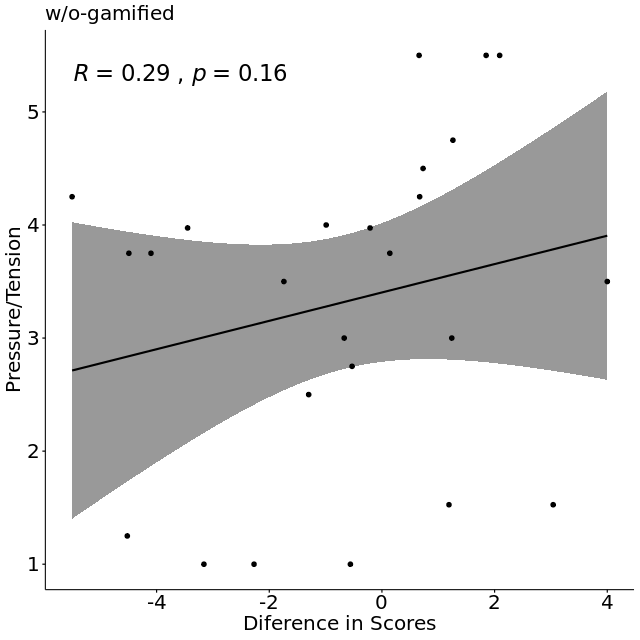 w/o-gamified
R = 0.29 , p = 0.16
5
4
3
2
1
Pressure/Tension
-4 -2 0 2 4
Diference in Scores